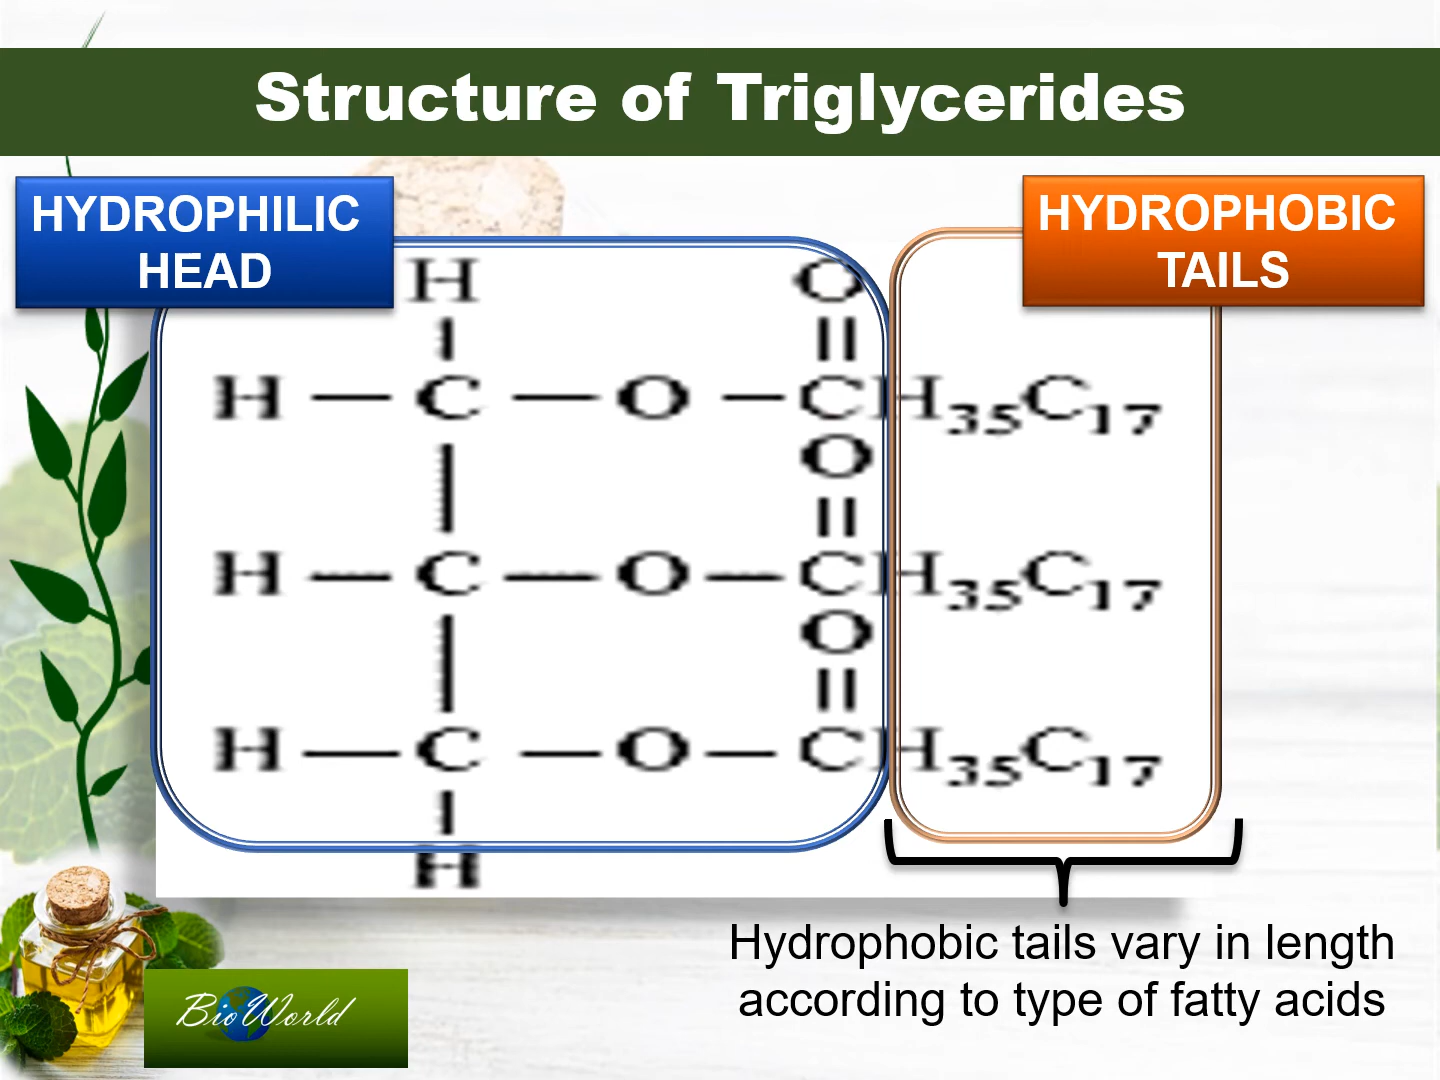 Structure of Triglycerides
HYDROPHILIC
HEAD
HYDROPHOBIC
TAILS
H O
H — C — O — CH35C17
O
H — C — O — CH35C17
O
H — C — O — CH35C17
H
Hydrophobic tails vary in length
according to type of fatty acids
BioWorld